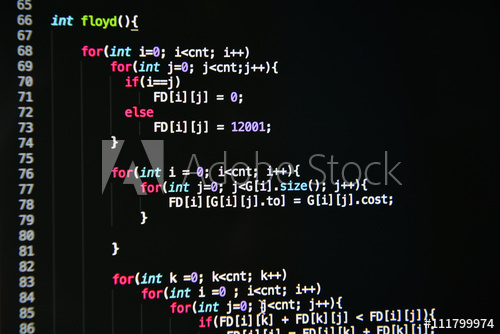 65
66 int floyd(){
67
68 for(int i=0; i<cnt; i++)
69 for(int j=0; j<cnt;j++){
70 if(i==j)
71 FD[i][j] = 0;
72 else
73 FD[i][j] = 12001;
74 }
75
76 for(int i = 0; i<cnt; i++){
77 for(int j=0; j<G[i].size(); j++){
78 FD[i][G[i][j].to] = G[i][j].cost;
79 }
80
81 }
82
83 for(int k =0; k<cnt; k++)
84 for(int i =0 ; i<cnt; i++)
85 for(int j=0; j<cnt; j++){
86 if(FD[i][k] + FD[k][j] < FD[i][j]){
FD[i][j] = FD[i][k] + FD[k]
Adobe Stock
#111799974